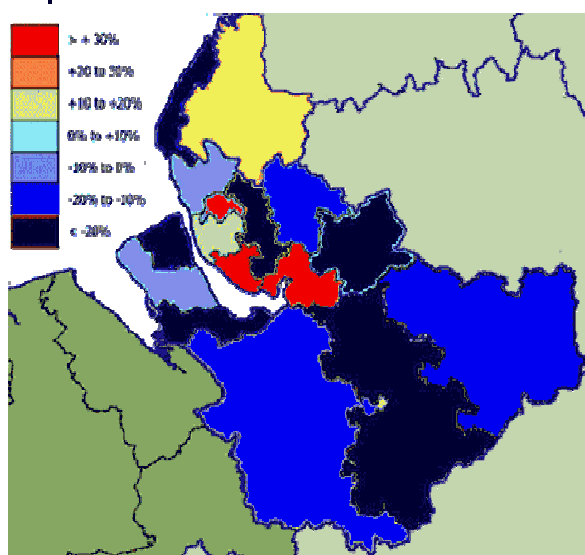 > + 30%
+20 to 30%
+10 to +20%
0% to +10%
-10% to 0%
-20% to -10%
< -20%